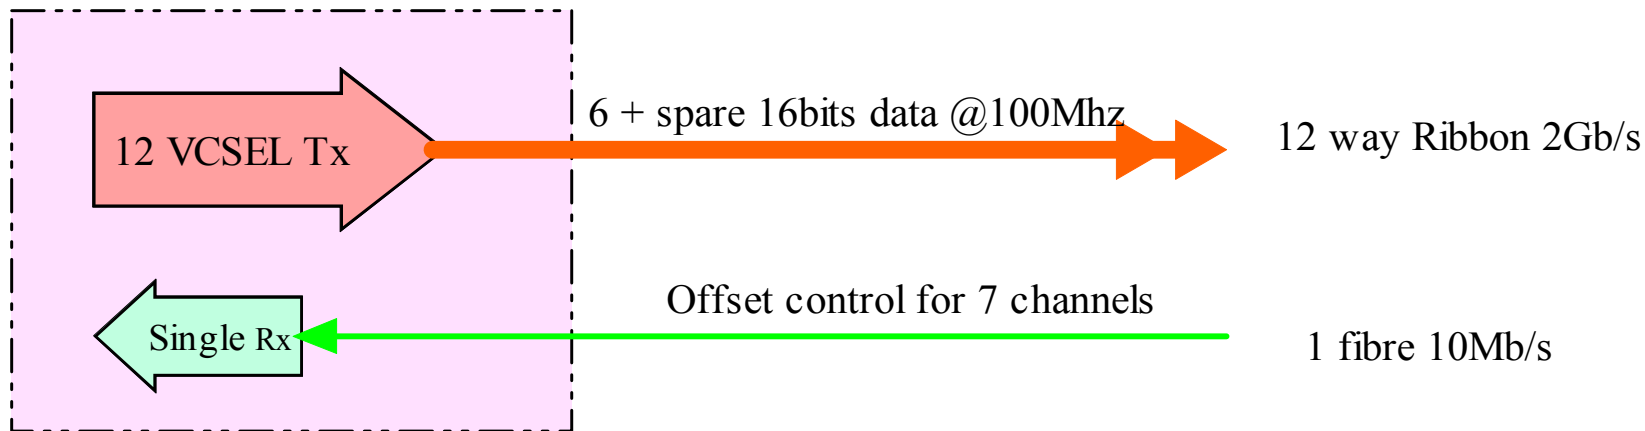 6 + spare 16bits data @100Mhz
12 VCSEL Tx
12 way Ribbon 2Gb/s
Offset control for 7 channels
Single Rx
1 fibre 10Mb/s